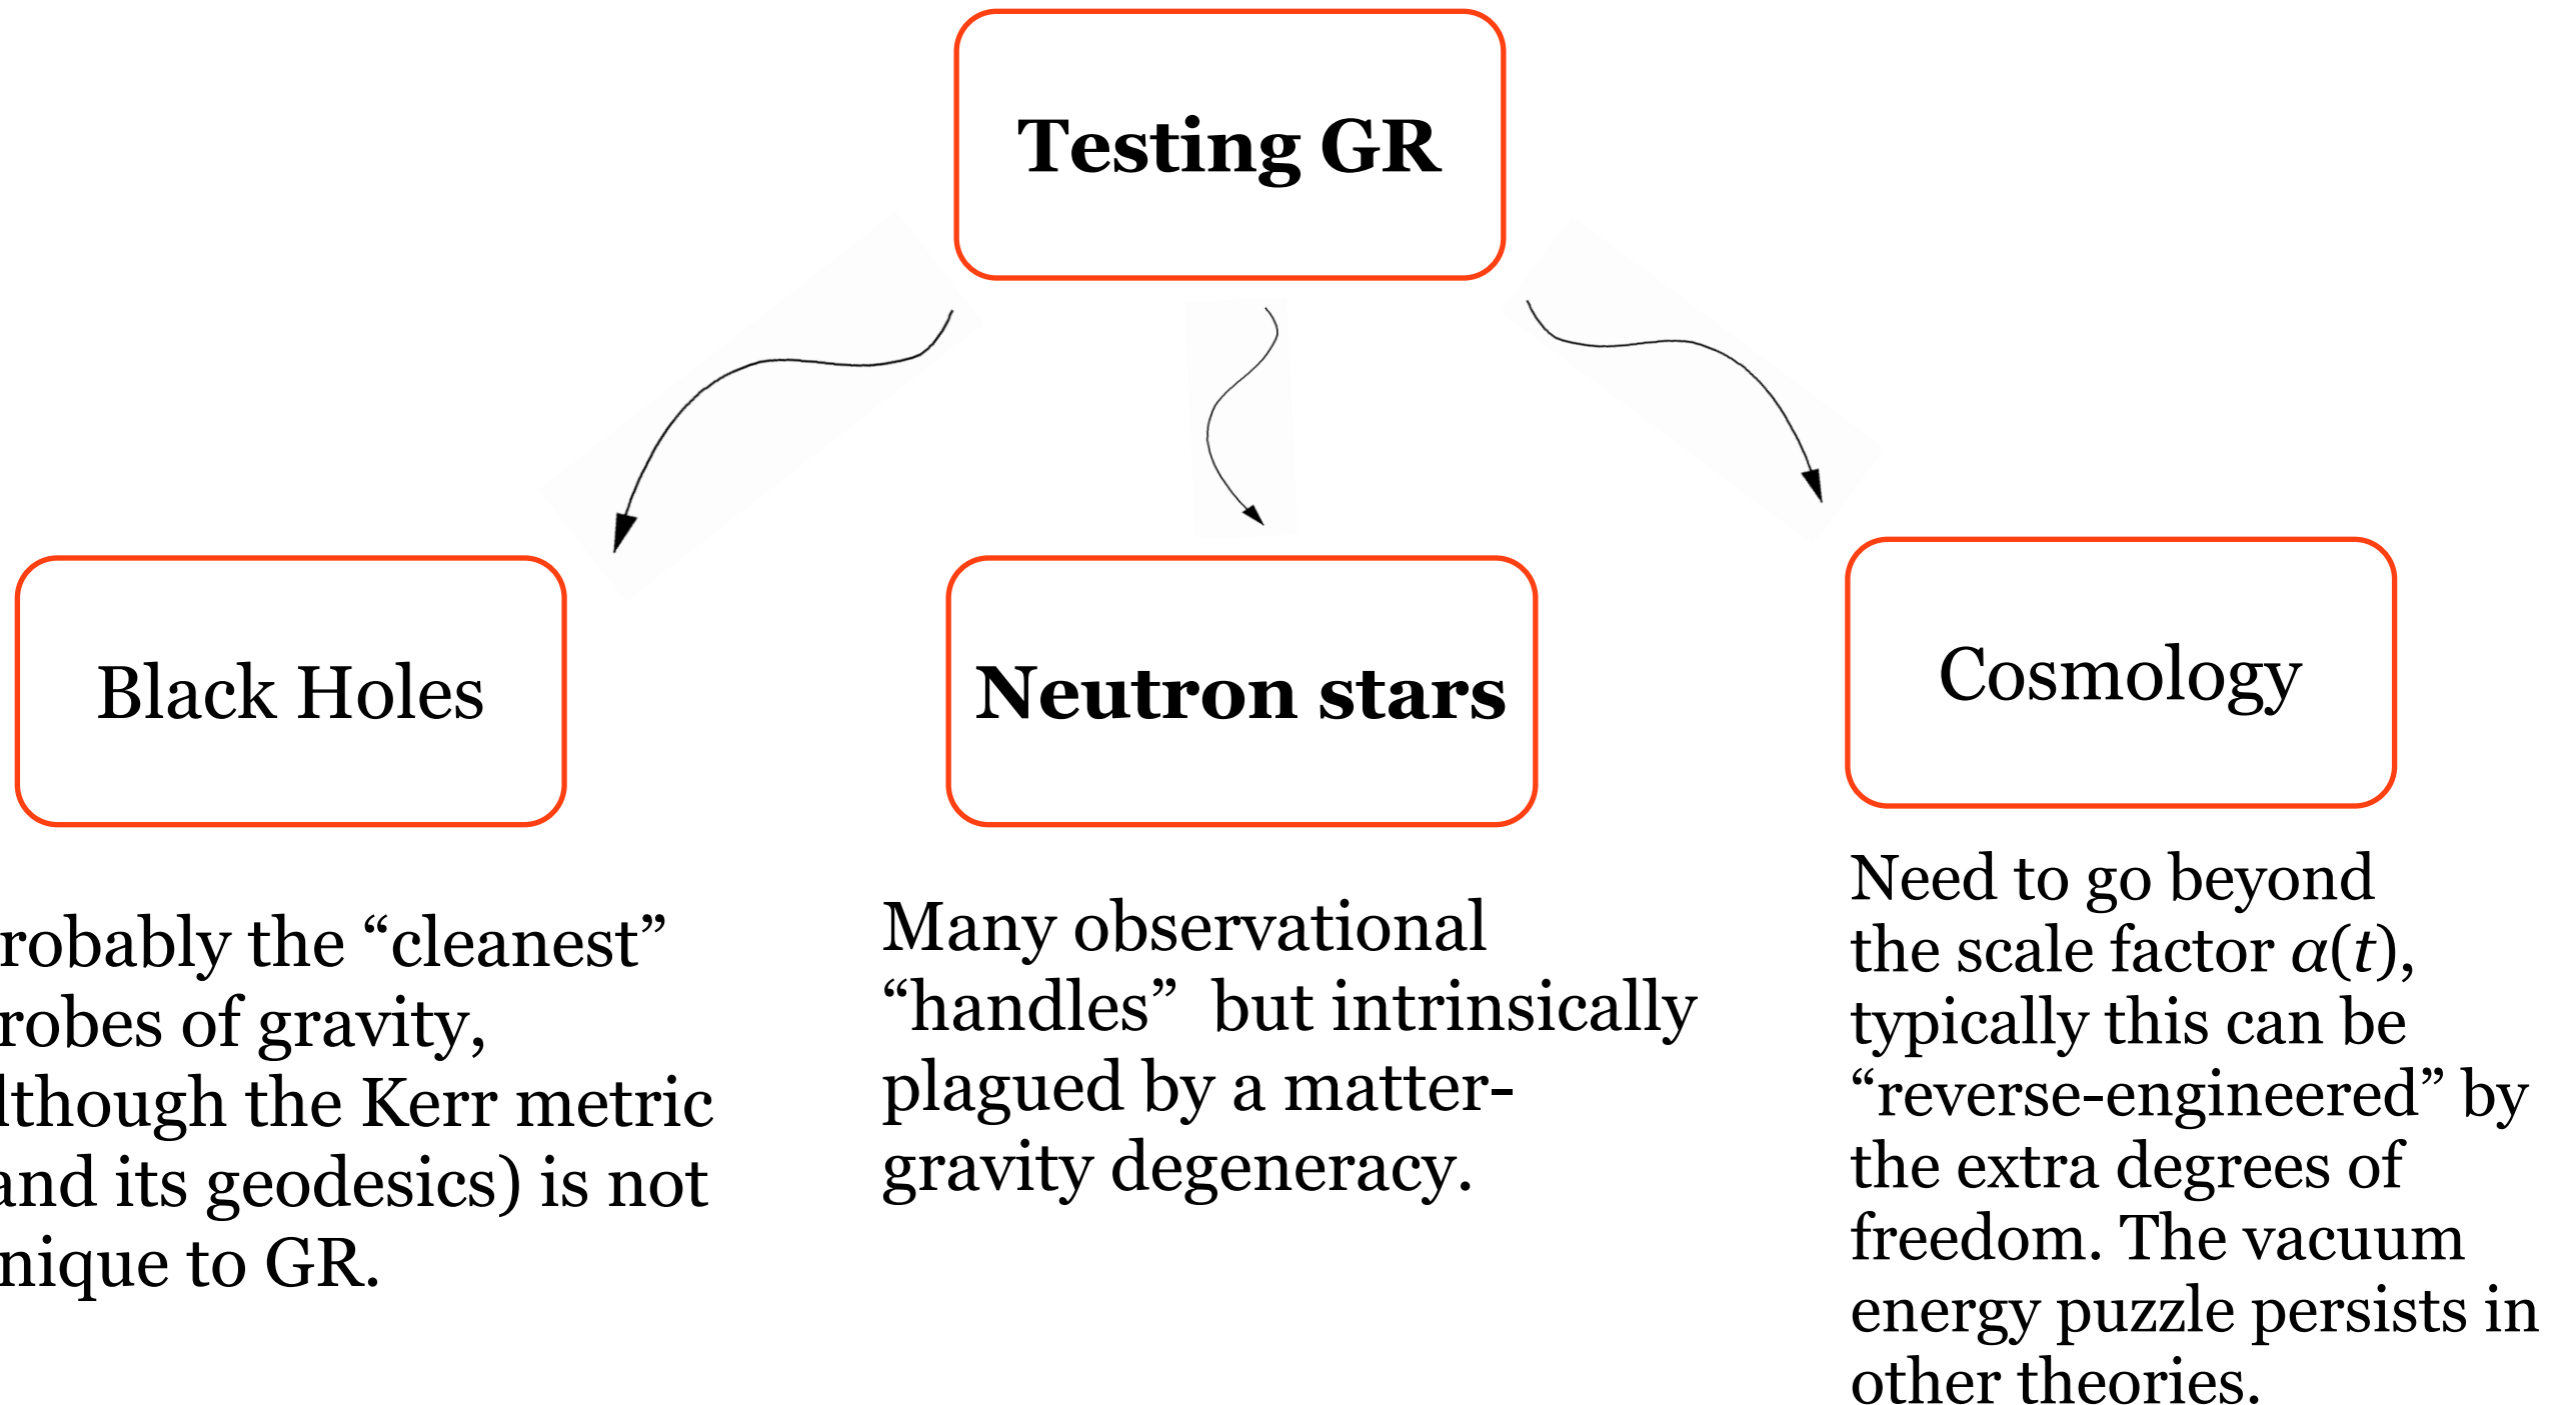 Testing GR
Black Holes
robably the “cleanest”
robes of gravity,
lthough the Kerr metric
and its geodesics) is not
nique to GR.
Neutron stars
Many observational
“handles” but intrinsically
plagued by a matter-
gravity degeneracy.
Cosmology
Need to go beyond
the scale factor α(t),
typically this can be
“reverse-engineered” by
the extra degrees of
freedom. The vacuum
energy puzzle persists in
other theories.